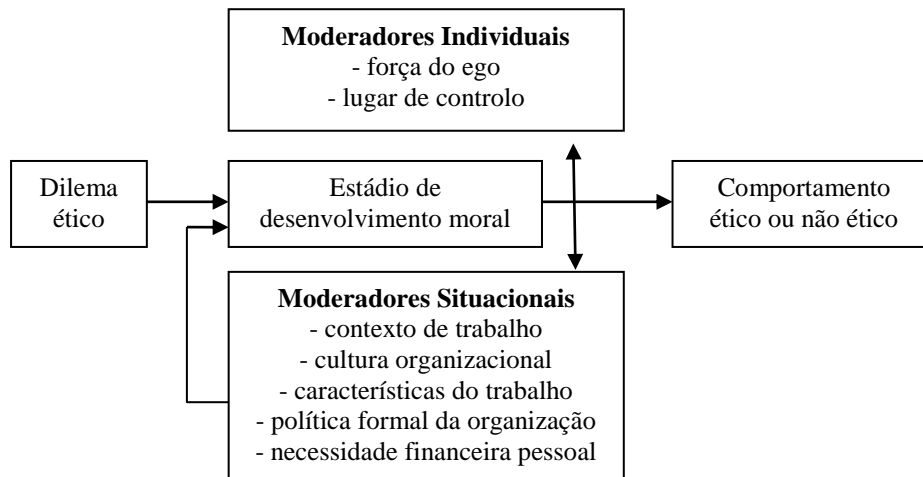 Moderadores Individuais
- força do ego
- lugar de controlo
Dilema
ético
Estádio de
desenvolvimento moral
Comportamento
ético ou não ético
Moderadores Situacionais
- contexto de trabalho
- cultura organizacional
- características do trabalho
- política formal da organização
- necessidade financeira pessoal